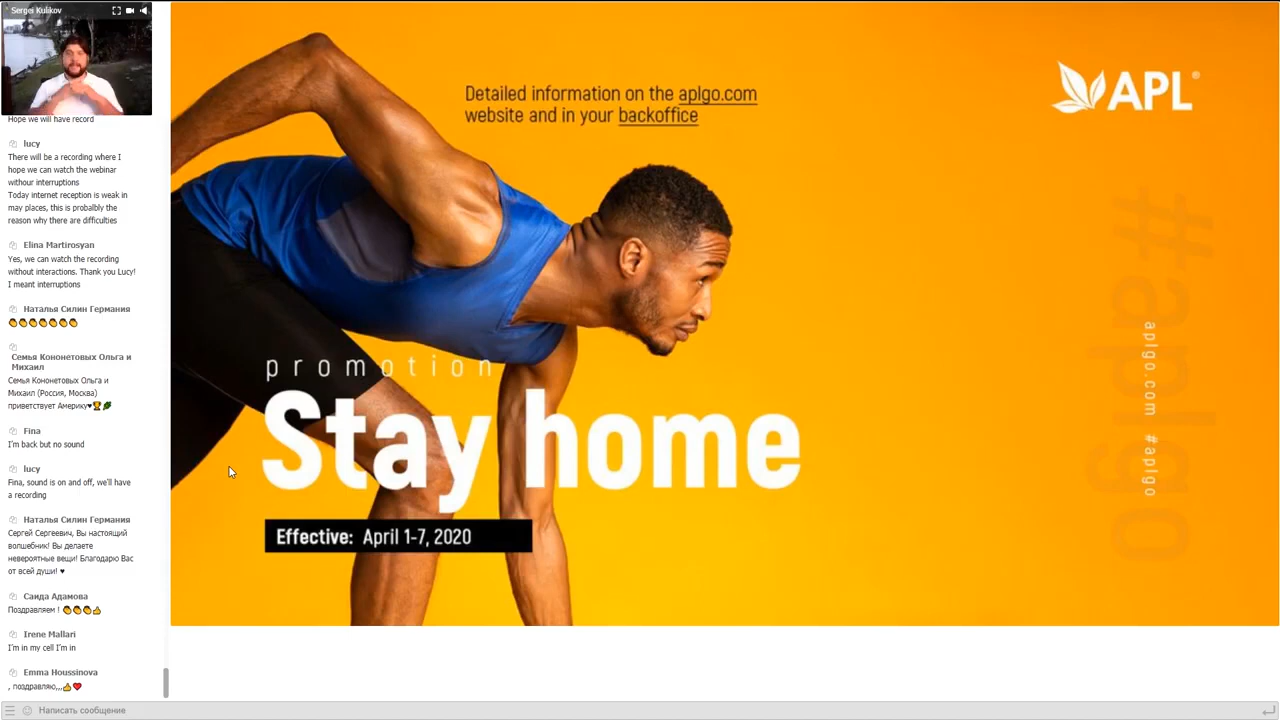 Sergei Kulikov
Hope we will have record
lucy
There will be a recording where I
hope we can watch the webinar
withour interruptions
Today internet reception is weak in
may places, this is probalbly the
reason why there are difficulties
Elina Martirosyan
Yes, we can watch the recording
without interactions. Thank you Lucy!
I meant interruptions
Наталья Силин Германия
👏👏👏👏👏👏👏
Семья Кононетовых Ольга и
Михаил
Семья Кононетовых Ольга и
Михаил (Россия, Москва)
приветствует Америку♥🏆🌿
Fina
I'm back but no sound
lucy
Fina, sound is on and off, we'll have
a recording
Наталья Силин Германия
Сергей Сергеевич, Вы настоящий
волшебник! Вы делаете
невероятные вещи! Благодарю Вас
от всей души! ♥
Саида Адамова
Поздравляем ! 👏👏👏👍
Irene Mallari
I'm in my cell I'm in
Emma Houssinova
, поздравляю,,,👍❤
Написать сообщение
Detailed information on the aplgo.com
website and in your backoffice
APL®
promotion
Stay home
Effective: April 1-7, 2020
aplgo.com #aplgo
#aplgo